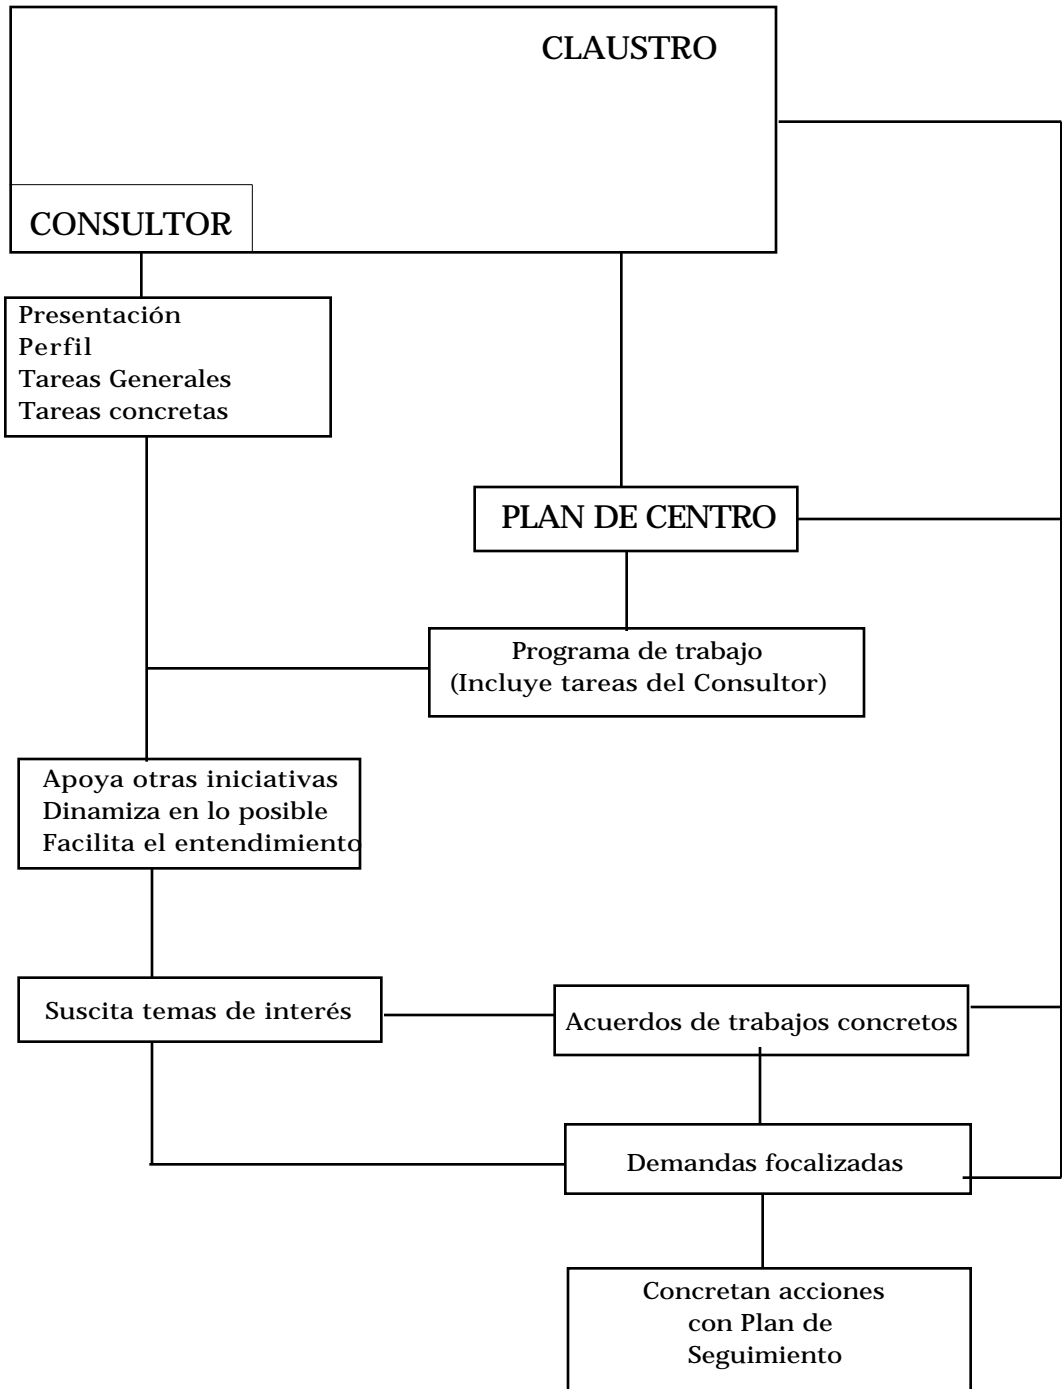 CLAUSTRO
CONSULTOR
Presentación
Perfil
Tareas Generales
Tareas concretas
PLAN DE CENTRO
Programa de trabajo
(Incluye tareas del Consultor)
Apoya otras iniciativas
Dinamiza en lo posible
Facilita el entendimiento
Suscita temas de interés
Acuerdos de trabajos concretos
Demandas focalizadas
Concretan acciones
con Plan de
Seguimiento